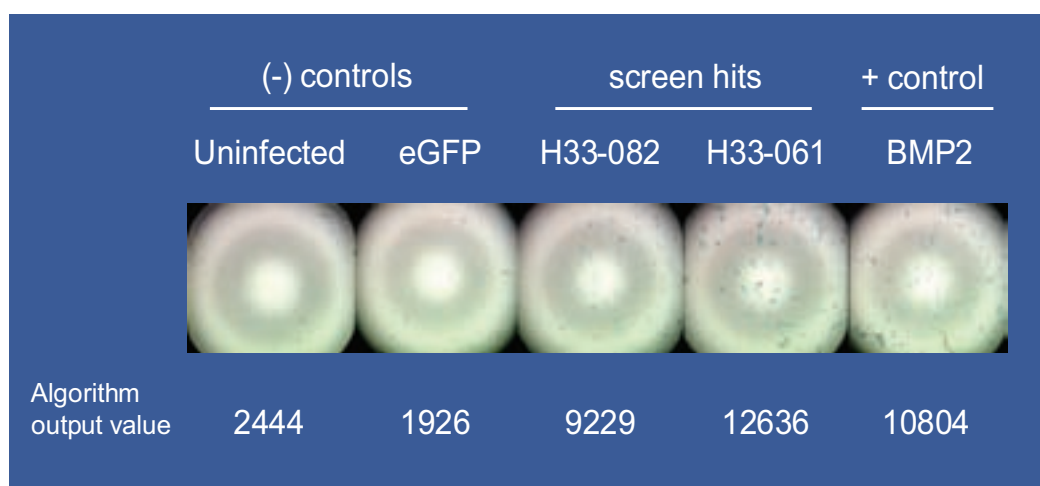 (-) controls screen hits + control
Uninfected eGFP H33-082 H33-061 BMP2
Algorithm
output value 2444 1926 9229 12636 10804